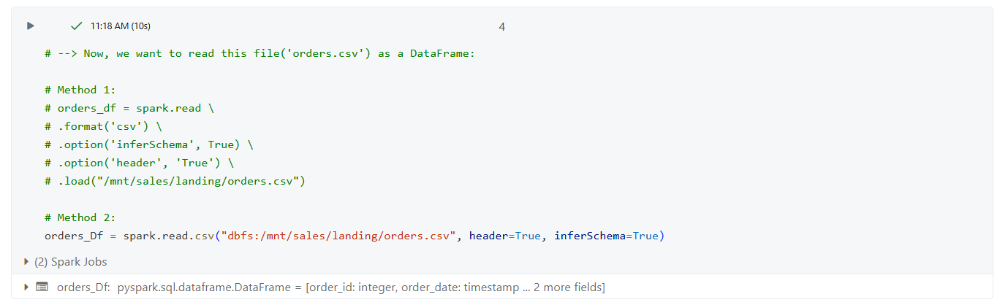 11:18 AM (10s)
4
# --> Now, we want to read this file('orders.csv') as a DataFrame:
# Method 1:
# orders_df = spark.read \
# .format('csv') \
# .option('inferSchema', True) \
# .option('header', 'True') \
# .load("/mnt/sales/landing/orders.csv")
# Method 2:
orders_Df = spark.read.csv("dbfs:/mnt/sales/landing/orders.csv", header=True, inferSchema=True)
(2) Spark Jobs
orders_Df: pyspark.sql.dataframe.DataFrame = [order_id: integer, order_date: timestamp ... 2 more fields]